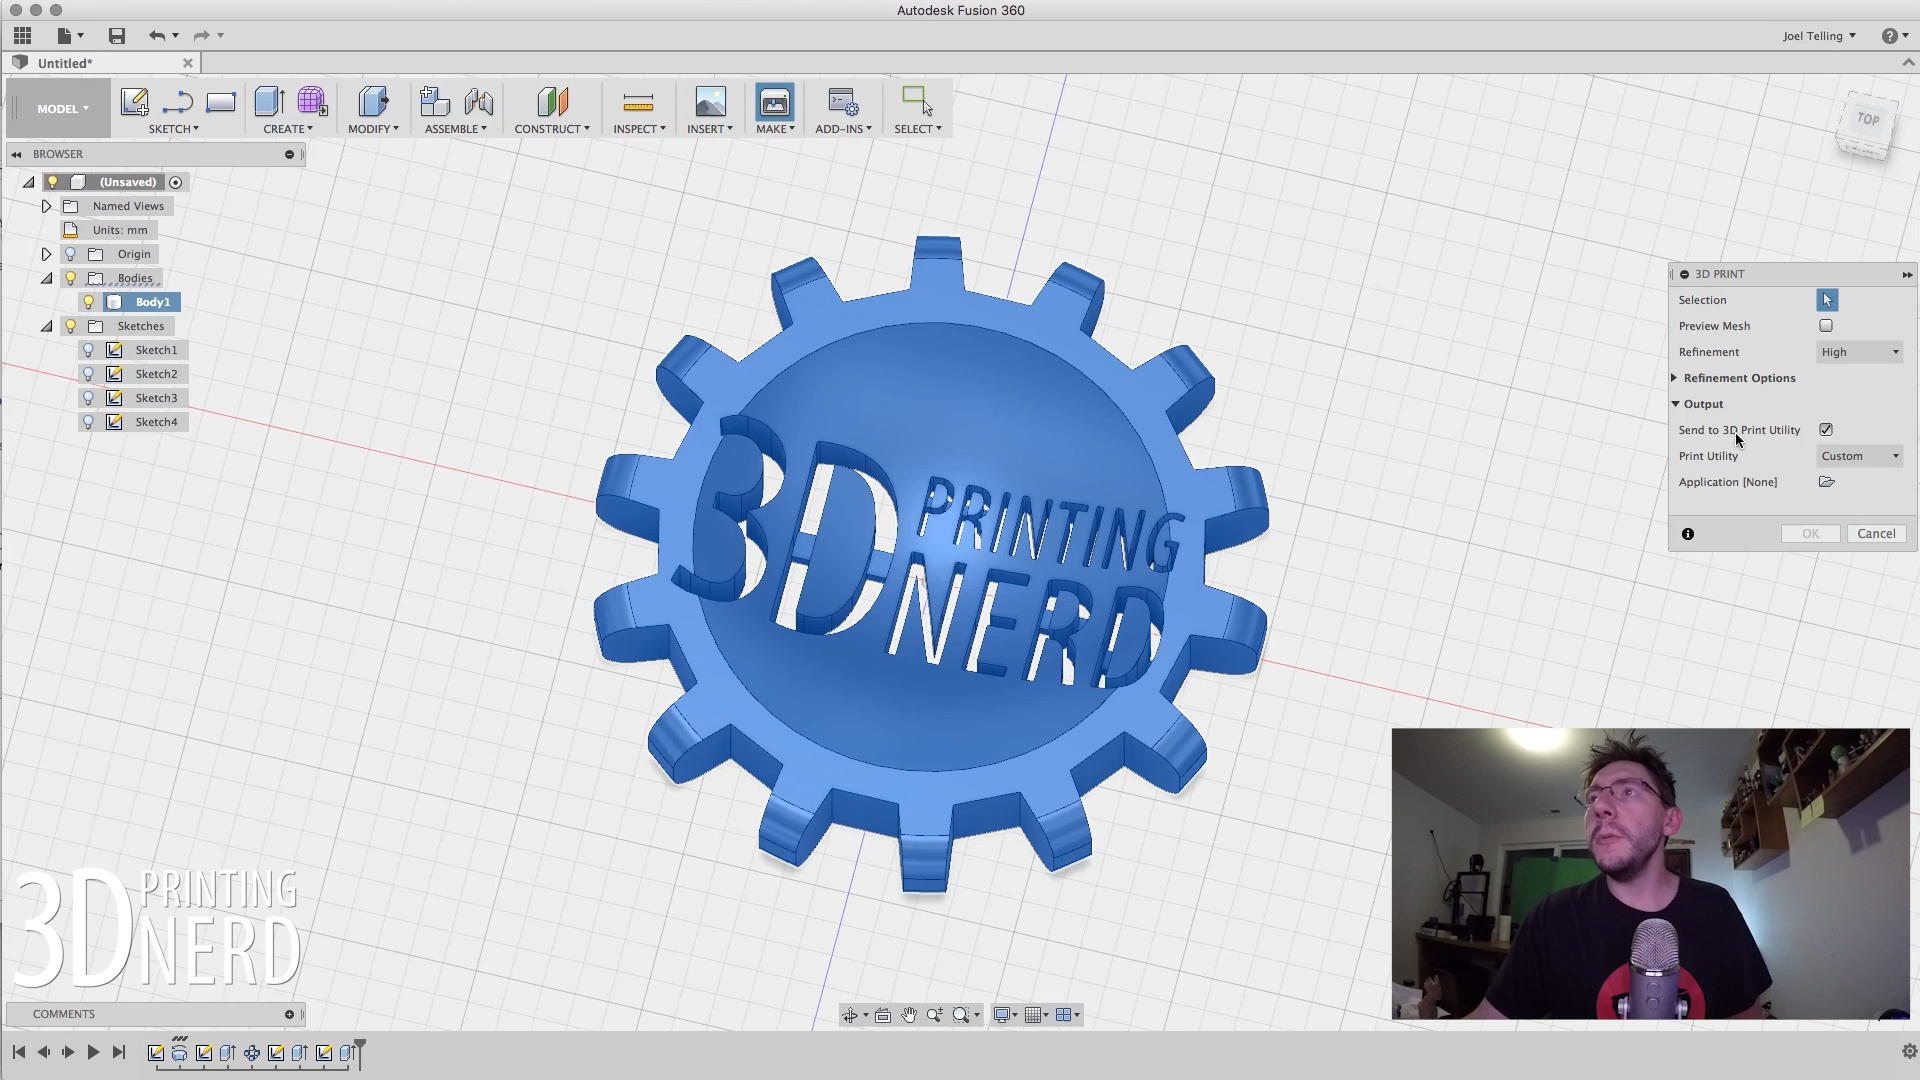 Autodesk Fusion 360
Joel Telling
Untitled*
MODEL
SKETCH
CREATE
MODIFY
ASSEMBLE
CONSTRUCT
INSPECT
INSERT
MAKE
ADD-INS
SELECT
TOP
BROWSER
(Unsaved)
Named Views
Units: mm
Origin
Bodies
Body1
Sketches
Sketch1
Sketch2
Sketch3
Sketch4
3D PRINT
Selection
Preview Mesh
Refinement High
Refinement Options
Output
Send to 3D Print Utility
Print Utility Custom
Application [None]
OK Cancel
3D PRINTING
NERD
3D PRINTING
NERD
COMMENTS